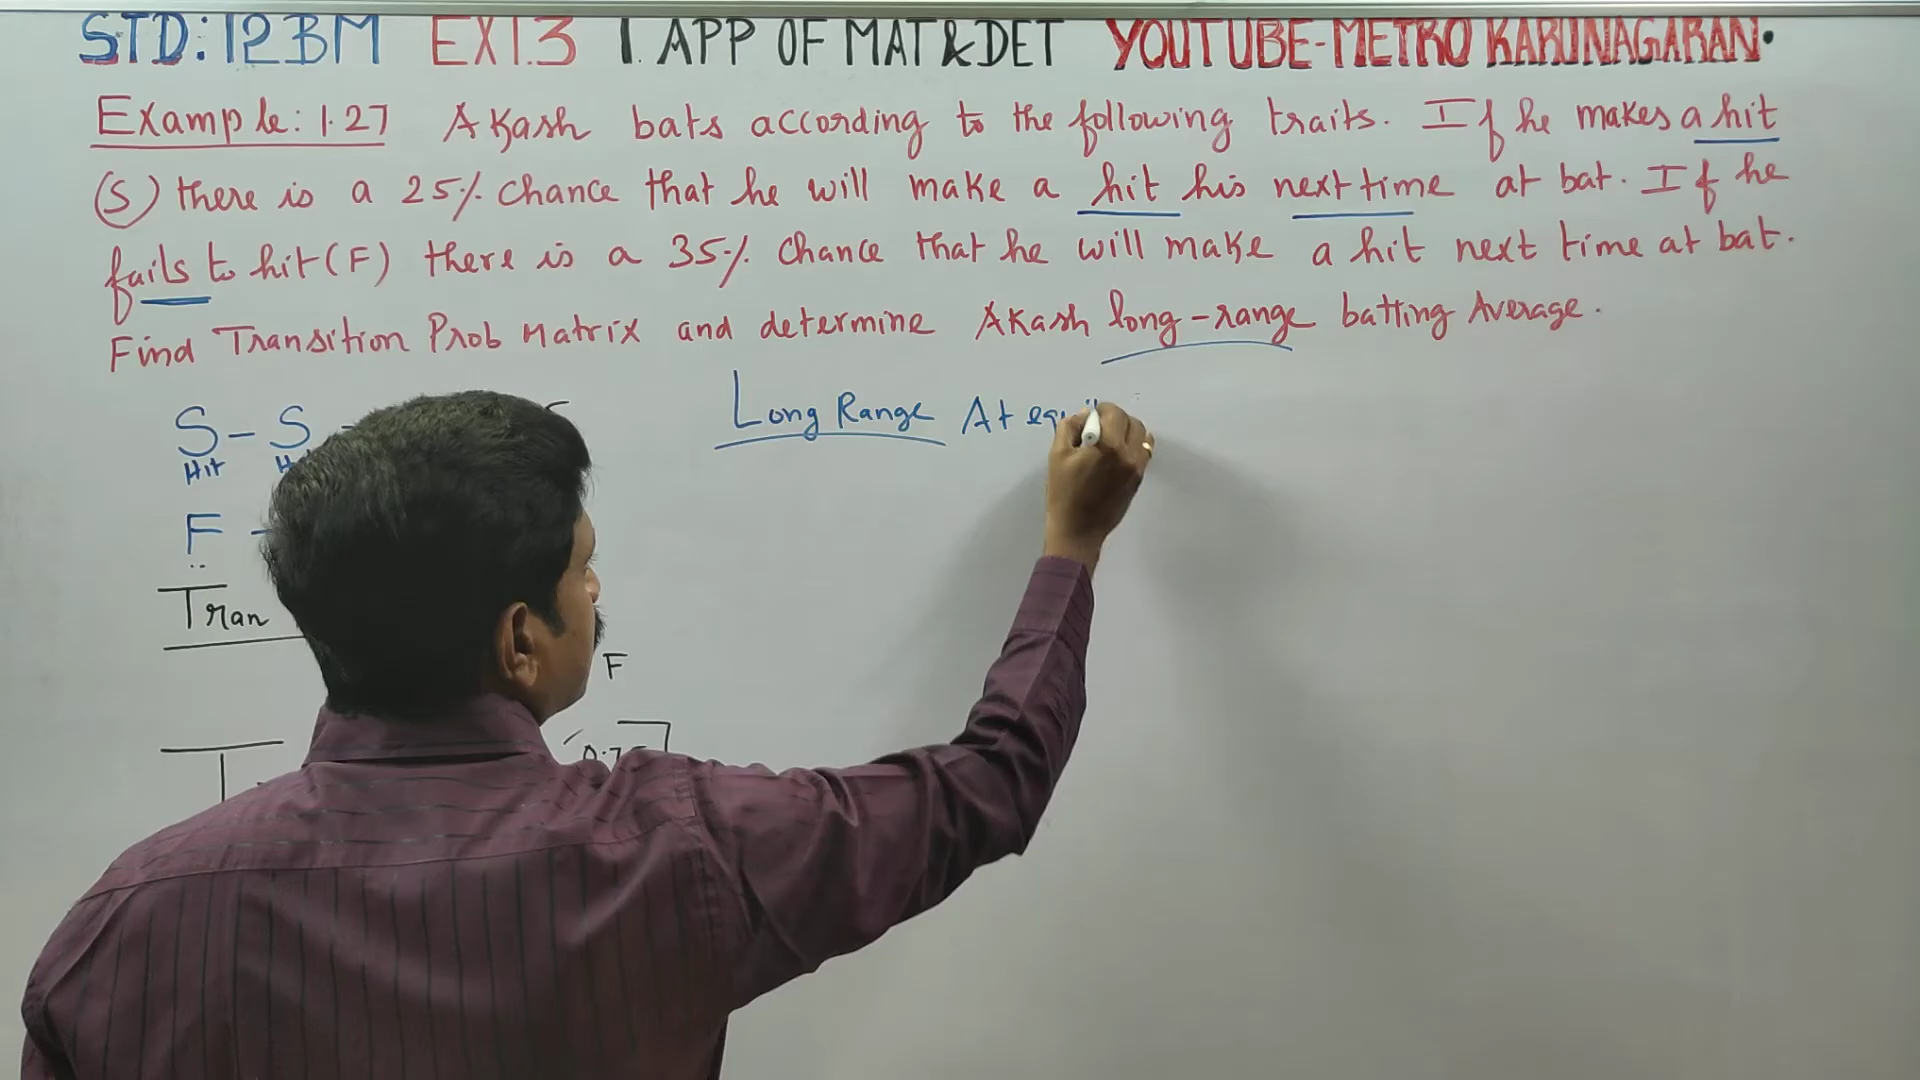 STD: 12BM EX1.3 1. APP OF MAT&DET YOUTUBE-METRO KARUNAGARAN.
Example: 1.27 Akash bats according to the following traits. If he makes a hit
(S) there is a 25% chance that he will make a hit his next time at bat. If he
fails to hit (F) there is a 35% chance that he will make a hit next time at bat.
Find Transition Prob Matrix and determine Akash long-range batting Average.
S - S
Hit
Long Range At
F
Tran
F
T